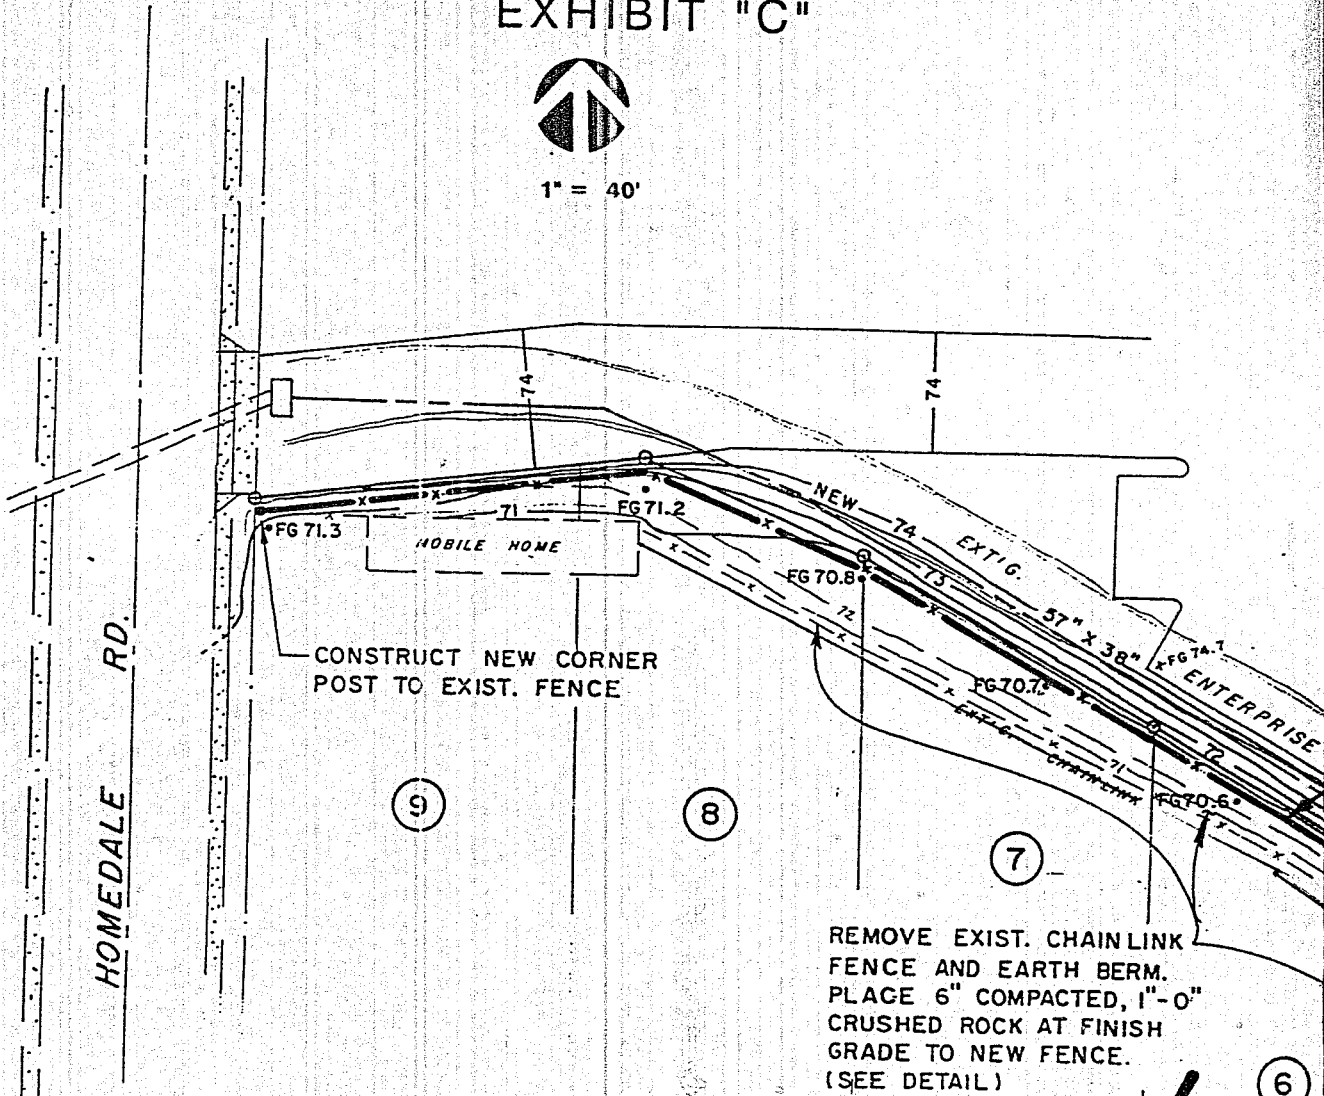 EXHIBIT "C"
1" = 40'
74
74
NEW 74 EXTIG.
73
57" X 38"
FG 74.7
ENTERPRISE
FG 71.3
71
FG 71.2
MOBILE HOME
FG 70.8
72
FG 70.7
EXTIG. CHAIN LINK
71
72
FG 70.6
CONSTRUCT NEW CORNER
POST TO EXIST. FENCE
HOMEDALE RD.
9
8
7
REMOVE EXIST. CHAIN LINK
FENCE AND EARTH BERM.
PLACE 6" COMPACTED, 1"-0"
CRUSHED ROCK AT FINISH
GRADE TO NEW FENCE.
(SEE DETAIL)
6